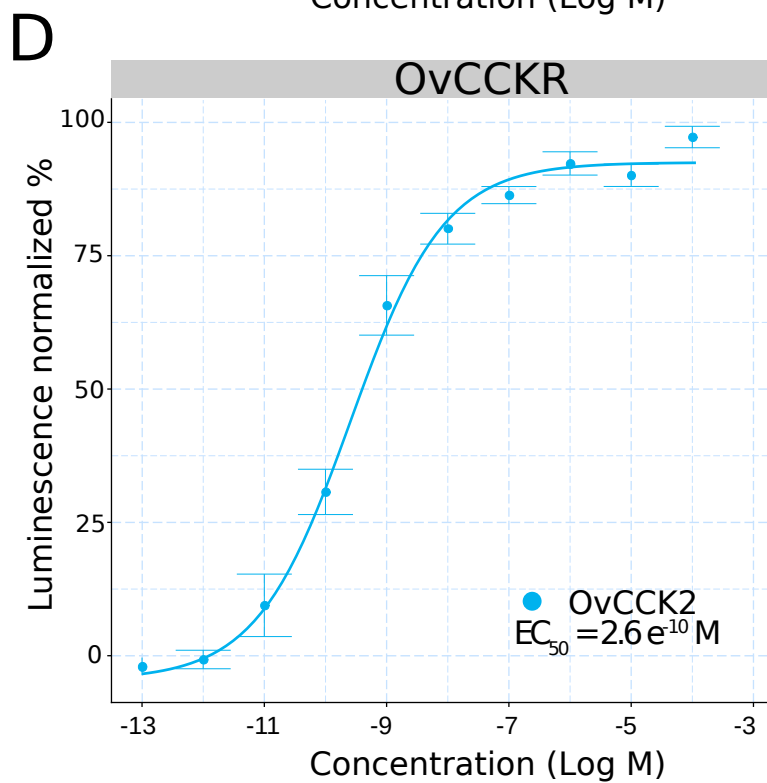 Concentration (Log M)
D
OvCCKR
100
75
50
25
0
Luminescence normalized %
OvCCK2
EC50 = 2.6 e-10 M
-13 -11 -9 -7 -5 -3
Concentration (Log M)